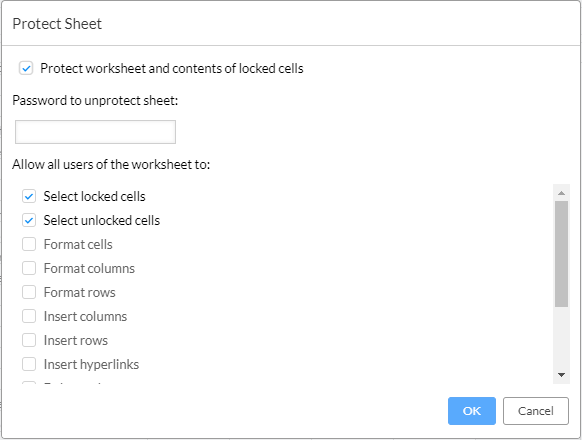 Protect Sheet
Protect worksheet and contents of locked cells
Password to unprotect sheet:
Allow all users of the worksheet to:
Select locked cells
Select unlocked cells
Format cells
Format columns
Format rows
Insert columns
Insert rows
Insert hyperlinks
OK Cancel